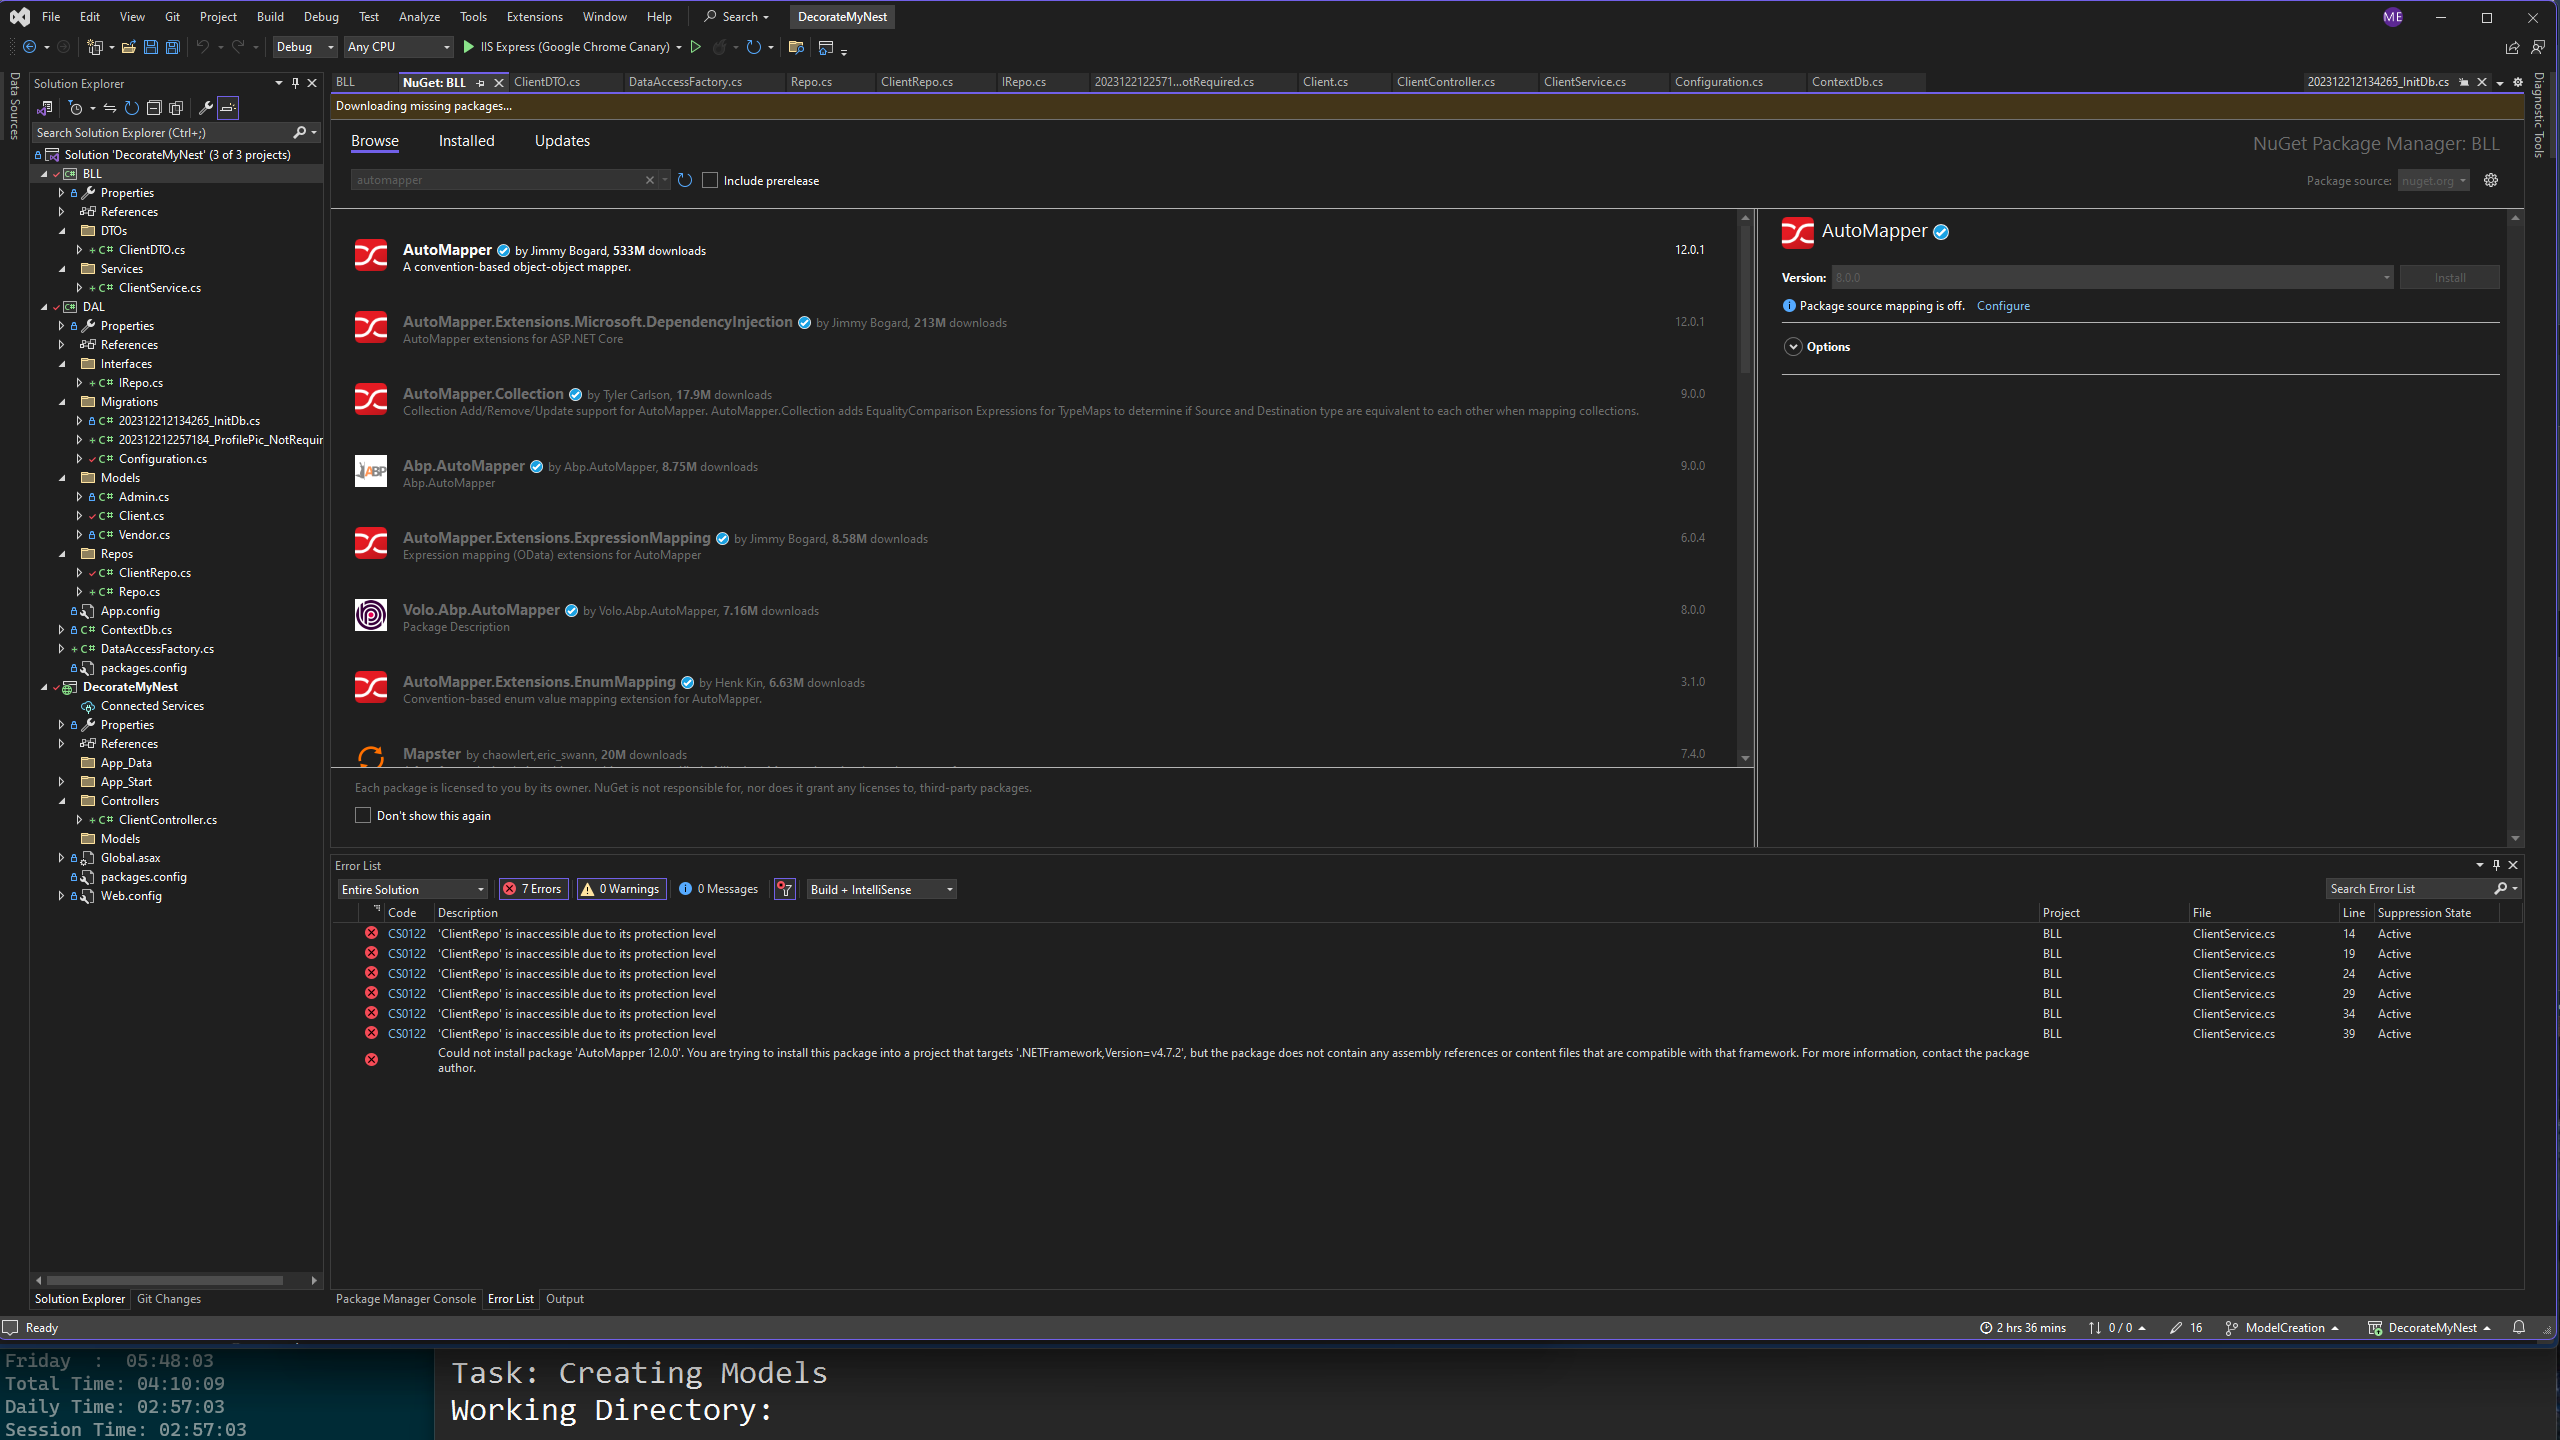 File Edit View Git Project Build Debug Test Analyze Tools Extensions Window Help Search DecorateMyNest ME
Debug Any CPU IIS Express (Google Chrome Canary)
Data Sources
Solution Explorer
Search Solution Explorer (Ctrl+;)
Solution 'DecorateMyNest' (3 of 3 projects)
BLL
Properties
References
DTOs
ClientDTO.cs
Services
ClientService.cs
DAL
Properties
References
Interfaces
IRepo.cs
Migrations
202312212134265_InitDb.cs
202312212257184_ProfilePic_NotRequir
Configuration.cs
Models
Admin.cs
Client.cs
Vendor.cs
Repos
ClientRepo.cs
Repo.cs
App.config
ContextDb.cs
DataAccessFactory.cs
packages.config
DecorateMyNest
Connected Services
Properties
References
App_Data
App_Start
Controllers
ClientController.cs
Models
Global.asax
packages.config
Web.config
Solution Explorer Git Changes
BLL NuGet: BLL ClientDTO.cs DataAccessFactory.cs Repo.cs ClientRepo.cs IRepo.cs 2023122122571...otRequired.cs Client.cs ClientController.cs ClientService.cs Configuration.cs ContextDb.cs 202312212134265_InitDb.cs
Diagnostic Tools
Downloading missing packages...
Browse Installed Updates
NuGet Package Manager: BLL
automapper
Include prerelease
Package source: nuget.org
AutoMapper by Jimmy Bogard, 533M downloads 12.0.1
A convention-based object-object mapper.
AutoMapper.Extensions.Microsoft.DependencyInjection by Jimmy Bogard, 213M downloads 12.0.1
AutoMapper extensions for ASP.NET Core
AutoMapper.Collection by Tyler Carlson, 17.9M downloads 9.0.0
Collection Add/Remove/Update support for AutoMapper. AutoMapper.Collection adds EqualityComparison Expressions for TypeMaps to determine if Source and Destination type are equivalent to each other when mapping collections.
Abp.AutoMapper by Abp.AutoMapper, 8.75M downloads 9.0.0
Abp.AutoMapper
AutoMapper.Extensions.ExpressionMapping by Jimmy Bogard, 8.58M downloads 6.0.4
Expression mapping (OData) extensions for AutoMapper
Volo.Abp.AutoMapper by Volo.Abp.AutoMapper, 7.16M downloads 8.0.0
Package Description
AutoMapper.Extensions.EnumMapping by Henk Kin, 6.63M downloads 3.1.0
Convention-based enum value mapping extension for AutoMapper.
Mapster by chaowlert,eric_swann, 20M downloads 7.4.0
Each package is licensed to you by its owner. NuGet is not responsible for, nor does it grant any licenses to, third-party packages.
Don't show this again
AutoMapper
Version: 8.0.0 Install
Package source mapping is off. Configure
Options
Error List
Entire Solution 7 Errors 0 Warnings 0 Messages Build + IntelliSense Search Error List
Code Description Project File Line Suppression State
CS0122 'ClientRepo' is inaccessible due to its protection level BLL ClientService.cs 14 Active
CS0122 'ClientRepo' is inaccessible due to its protection level BLL ClientService.cs 19 Active
CS0122 'ClientRepo' is inaccessible due to its protection level BLL ClientService.cs 24 Active
CS0122 'ClientRepo' is inaccessible due to its protection level BLL ClientService.cs 29 Active
CS0122 'ClientRepo' is inaccessible due to its protection level BLL ClientService.cs 34 Active
CS0122 'ClientRepo' is inaccessible due to its protection level BLL ClientService.cs 39 Active
Could not install package 'AutoMapper 12.0.0'. You are trying to install this package into a project that targets '.NETFramework,Version=v4.7.2', but the package does not contain any assembly references or content files that are compatible with that framework. For more information, contact the package
author.
Package Manager Console Error List Output
Ready 2 hrs 36 mins 0 / 0 16 ModelCreation DecorateMyNest
Friday : 05:48:03
Total Time: 04:10:09
Daily Time: 02:57:03
Session Time: 02:57:03
Task: Creating Models
Working Directory: